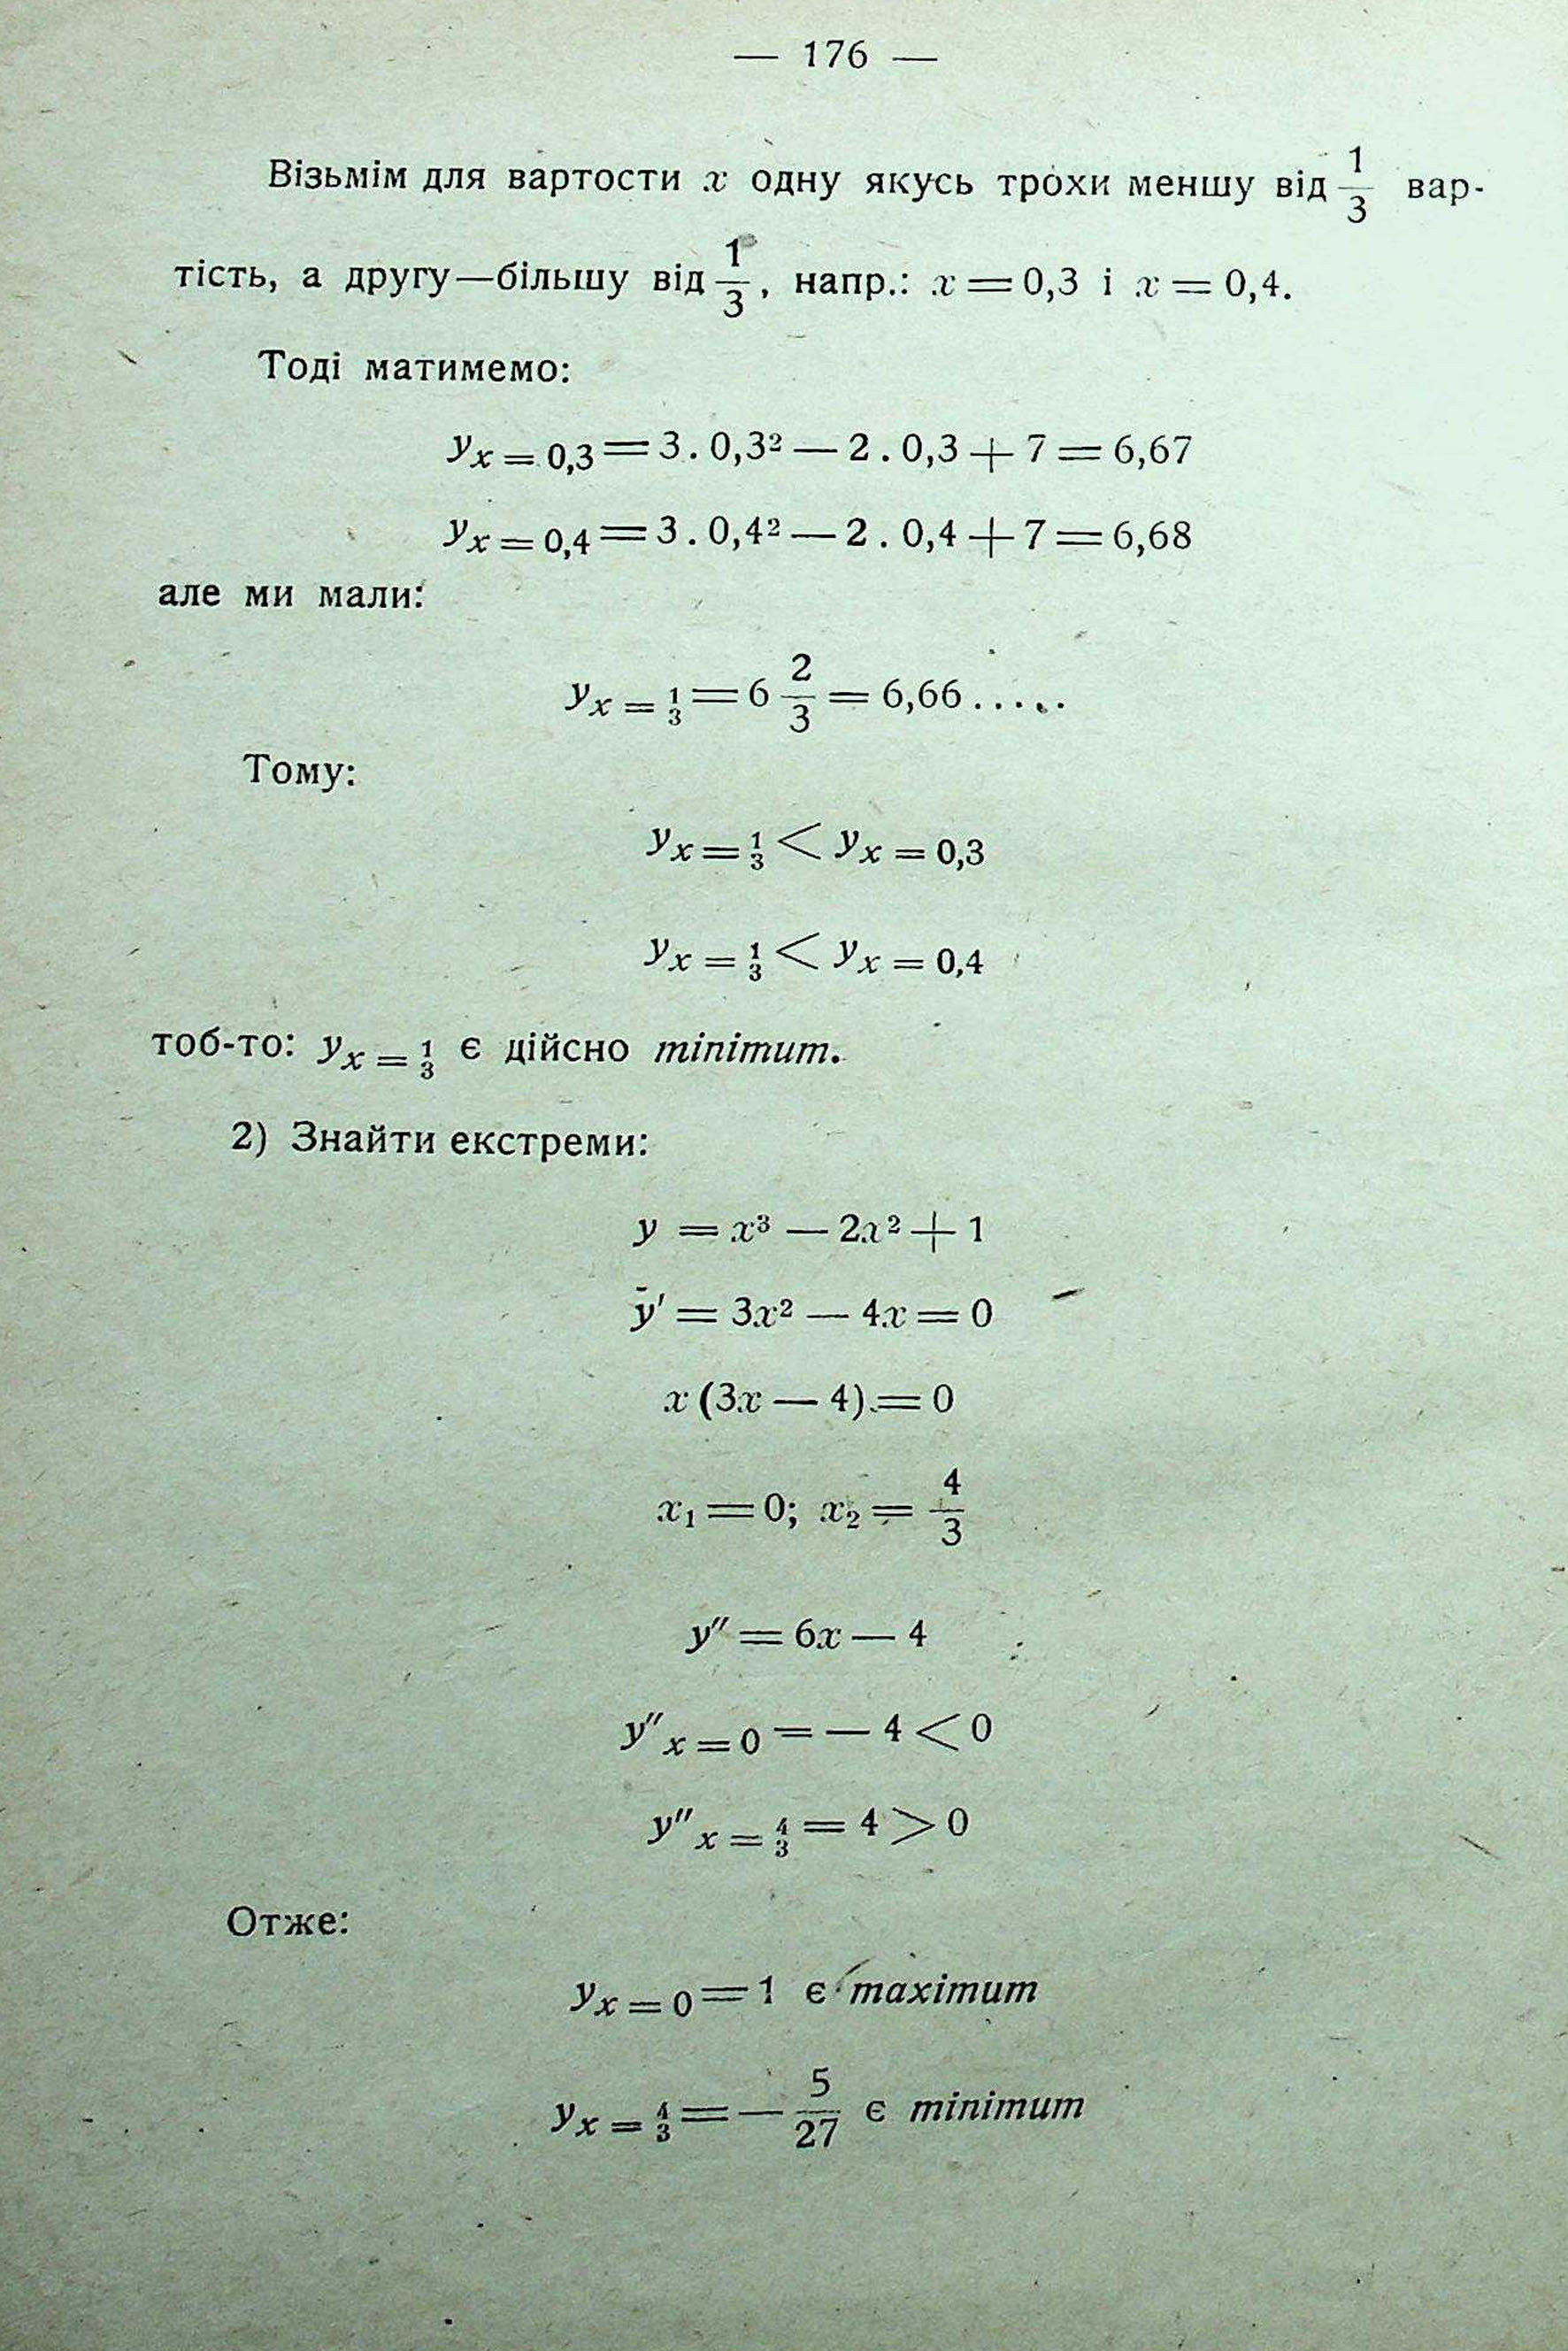 — 176 —
Візьмім для вартости x одну якусь трохи меншу від 1/3 вар-
тість, а другу—більшу від 1/3, напр.: x = 0,3 і x = 0,4.
Тоді матимемо:
y_{x = 0,3} = 3 . 0,3² — 2 . 0,3 + 7 = 6,67
y_{x = 0,4} = 3 . 0,4² — 2 . 0,4 + 7 = 6,68
але ми мали:
y_{x = 1/3} = 6 2/3 = 6,66 . . . . .
Тому:
y_{x = 1/3} < y_{x = 0,3}
y_{x = 1/3} < y_{x = 0,4}
тоб-то: y_{x = 1/3} є дійсно minimum.
2) Знайти екстреми:
y = x³ — 2x² + 1
y′ = 3x² — 4x = 0
x (3x — 4) = 0
x₁ = 0; x₂ = 4/3
y″ = 6x — 4
y″_{x = 0} = — 4 < 0
y″_{x = 4/3} = 4 > 0
Отже:
y_{x = 0} = 1 є maximum
y_{x = 4/3} = — 5/27 є minimum